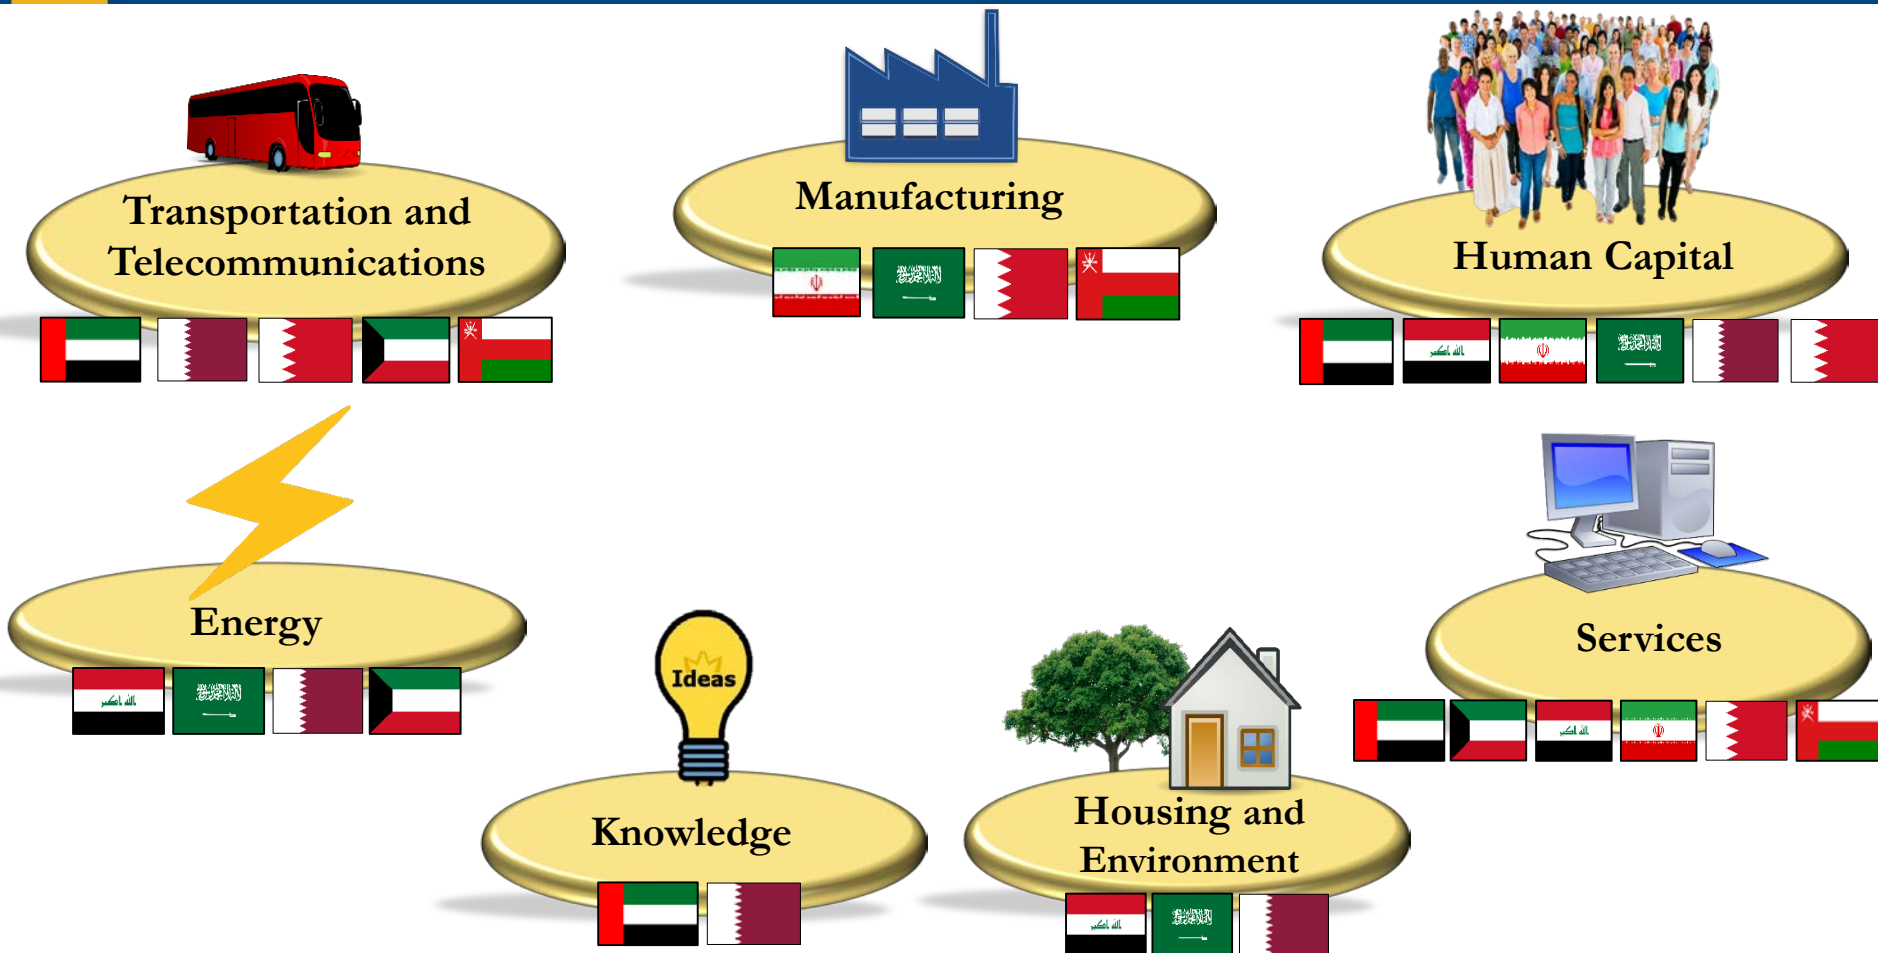 Transportation and
Telecommunications
Manufacturing
Human Capital
Energy
Ideas
Knowledge
Housing and
Environment
Services